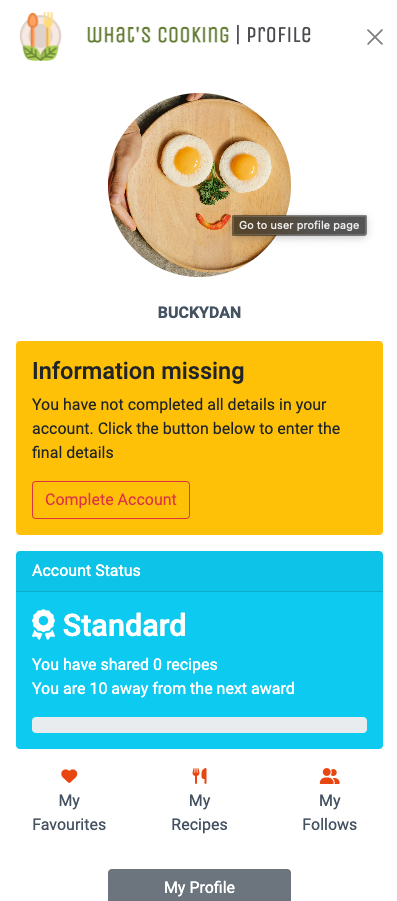 What's Cooking | Profile
Go to user profile page
BUCKYDAN
Information missing
You have not completed all details in your
account. Click the button below to enter the
final details
Complete Account
Account Status
Standard
You have shared 0 recipes
You are 10 away from the next award
My Favourites
My Recipes
My Follows
My Profile